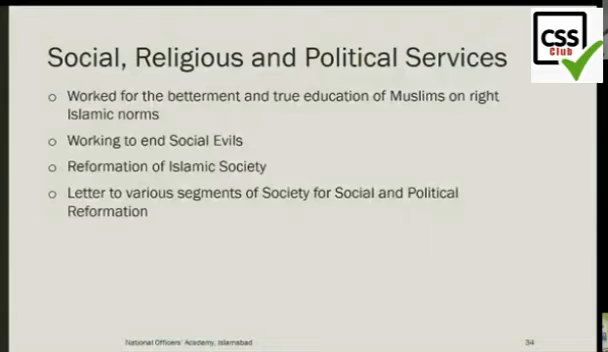 CSS
Club
Social, Religious and Political Services
o Worked for the betterment and true education of Muslims on right
Islamic norms
o Working to end Social Evils
o Reformation of Islamic Society
o Letter to various segments of Society for Social and Political
Reformation
National Officers' Academy, Islamabad
34